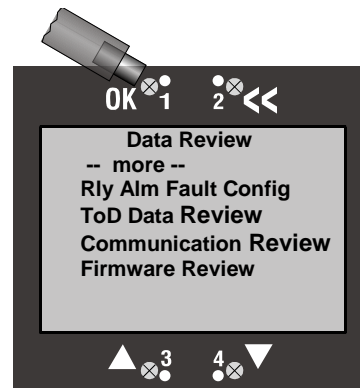 OK 1 2 <<
Data Review
-- more --
Rly Alm Fault Config
ToD Data Review
Communication Review
Firmware Review
3 4